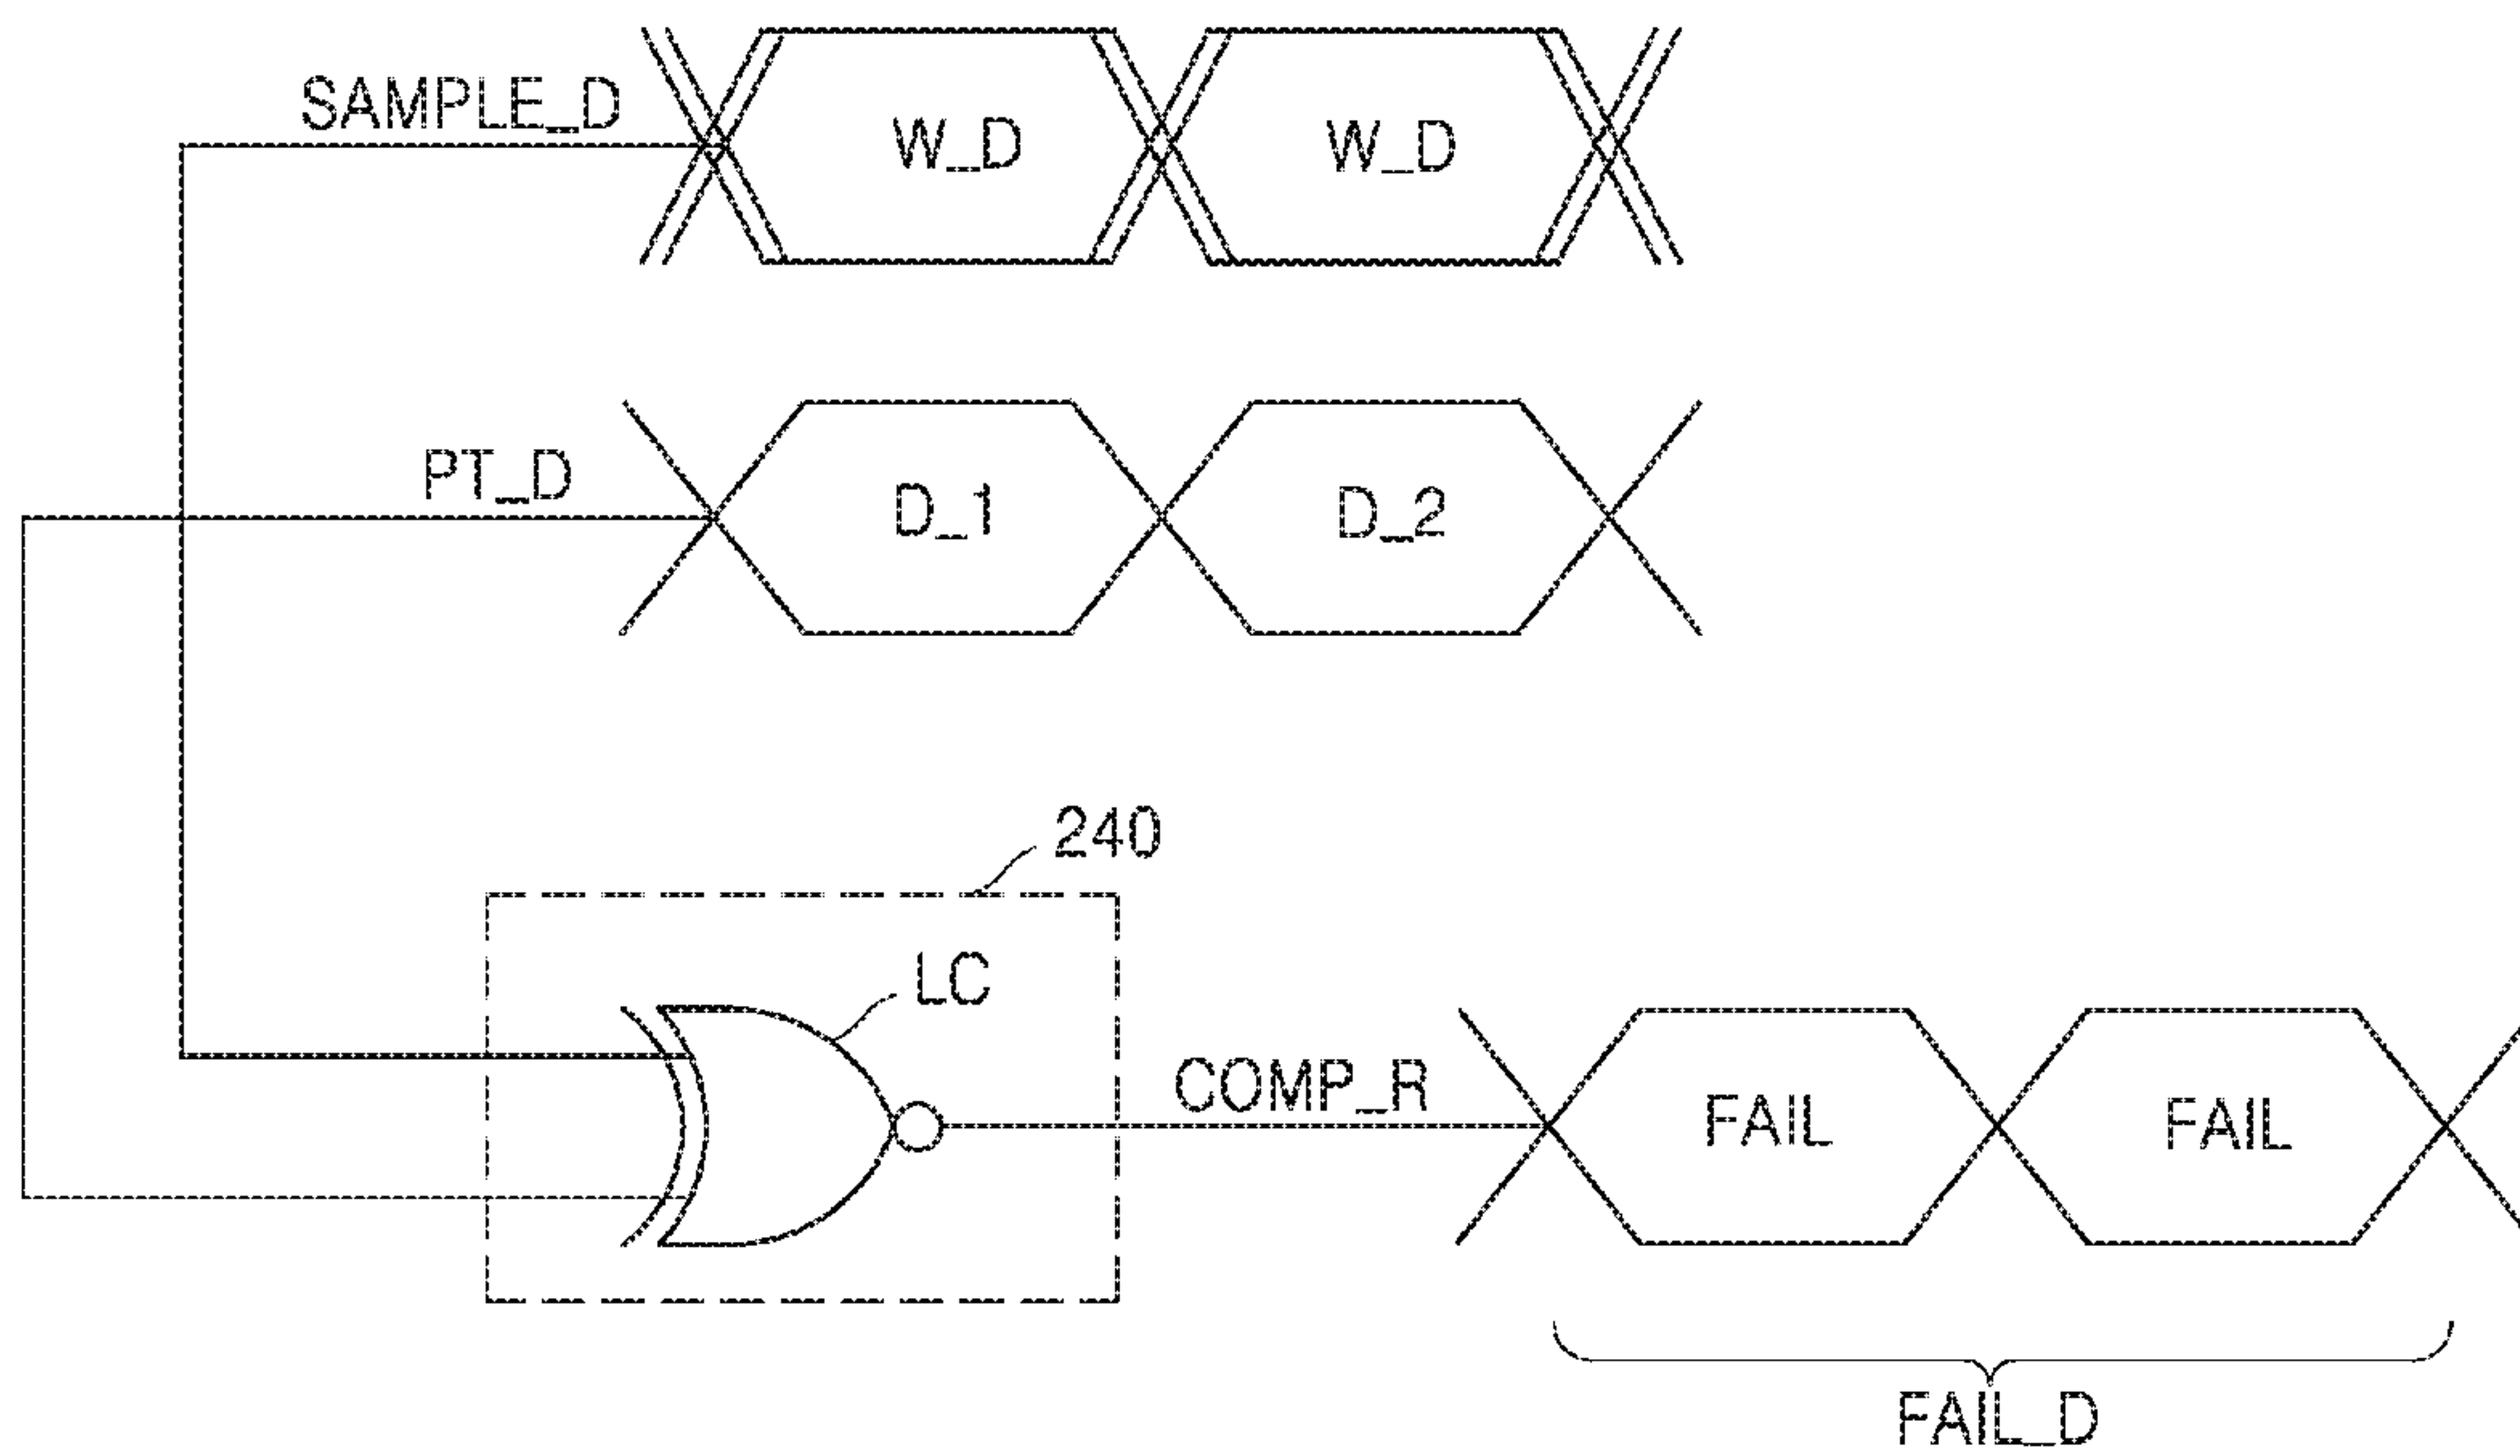 SAMPLE_D
W_D
W_D
PT_D
D_1
D_2
240
LC
COMP_R
FAIL
FAIL
FAIL_D